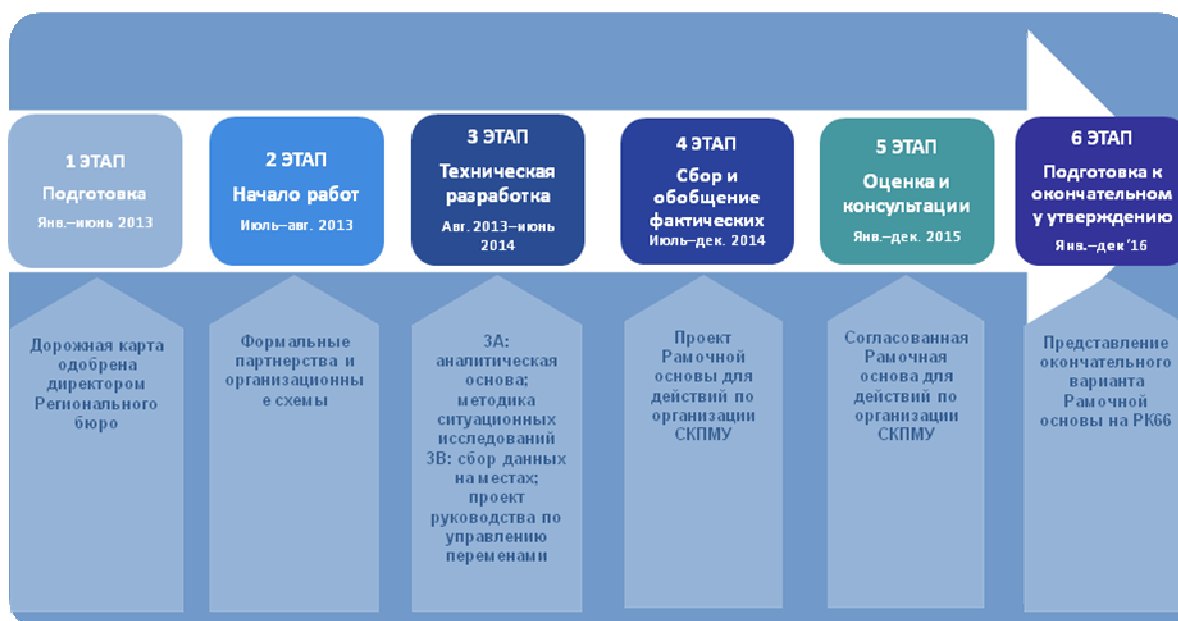 1 ЭТАП
Подготовка
Янв.–июнь 2013
2 ЭТАП
Начало работ
Июль–авг. 2013
3 ЭТАП
Техническая
разработка
Авг. 2013–июнь
2014
4 ЭТАП
Сбор и
обобщение
фактических
Июль–дек. 2014
5 ЭТАП
Оценка и
консультации
Янв.–дек. 2015
6 ЭТАП
Подготовка к
окончательном
у утверждению
Янв.–дек‘16
Дорожная карта
одобрена
директором
Регионального
бюро
Формальные
партнерства и
организационны
е схемы
3A:
аналитическая
основа;
методика
ситуационных
исследований
3B: сбор данных
на местах;
проект
руководства по
управлению
переменами
Проект
Рамочной
основы для
действий по
организации
СКПМУ
Согласованная
Рамочная
основа для
действий по
организации
СКПМУ
Представление
окончательного
варианта
Рамочной
основы на РК66